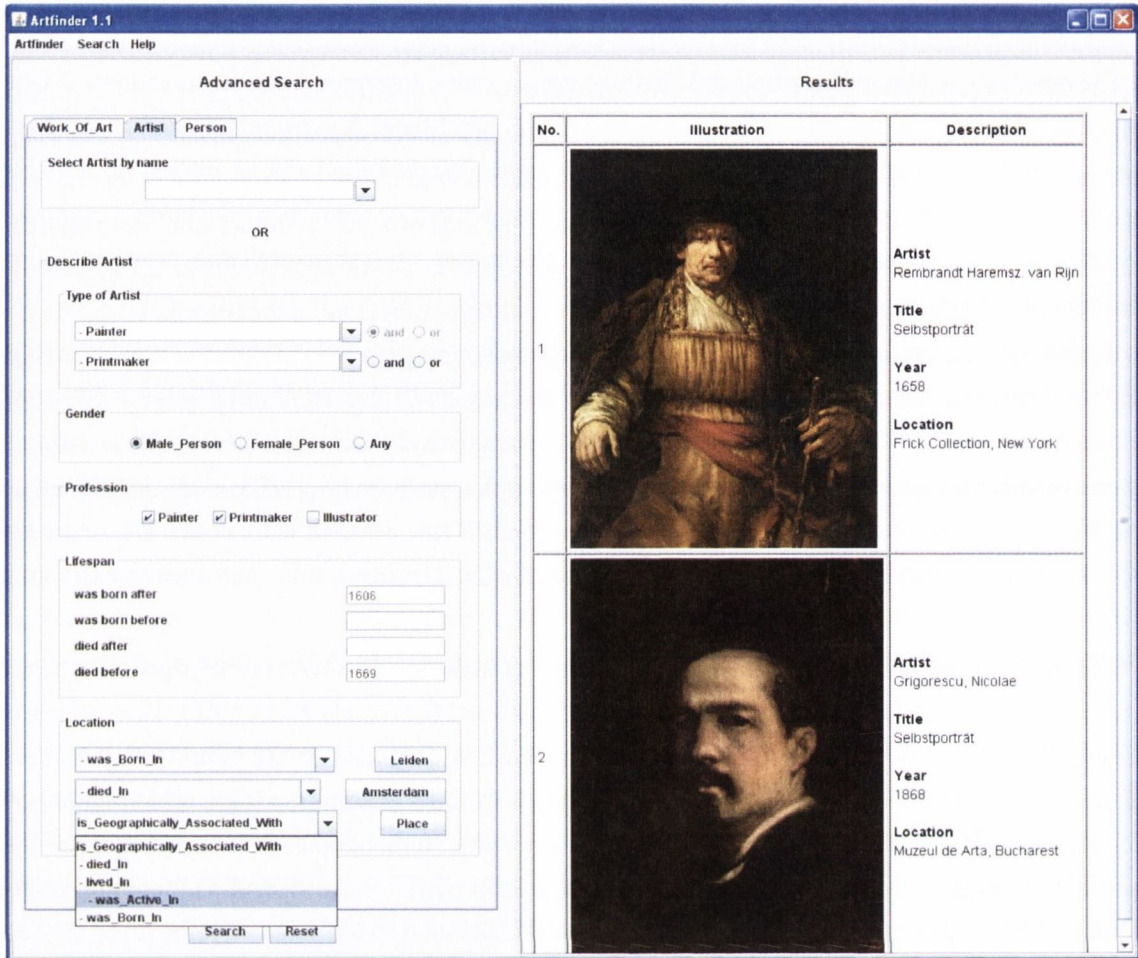 Artfinder 1.1
Artfinder Search Help
Advanced Search
Work_Of_Art Artist Person
Select Artist by name
OR
Describe Artist
Type of Artist
- Painter and or
- Printmaker and or
Gender
Male_Person Female_Person Any
Profession
Painter Printmaker Illustrator
Lifespan
was born after 1606
was born before
died after
died before 1669
Location
- was_Born_In Leiden
- died_In Amsterdam
is_Geographically_Associated_With Place
is_Geographically_Associated_With
- died_In
- lived_In
- was_Active_In
- was_Born_In
Search Reset
Results
No. Illustration Description
1
Artist
Rembrandt Haremsz. van Rijn
Title
Selbstporträt
Year
1658
Location
Frick Collection, New York
2
Artist
Grigorescu, Nicolae
Title
Selbstporträt
Year
1868
Location
Muzeul de Arta, Bucharest